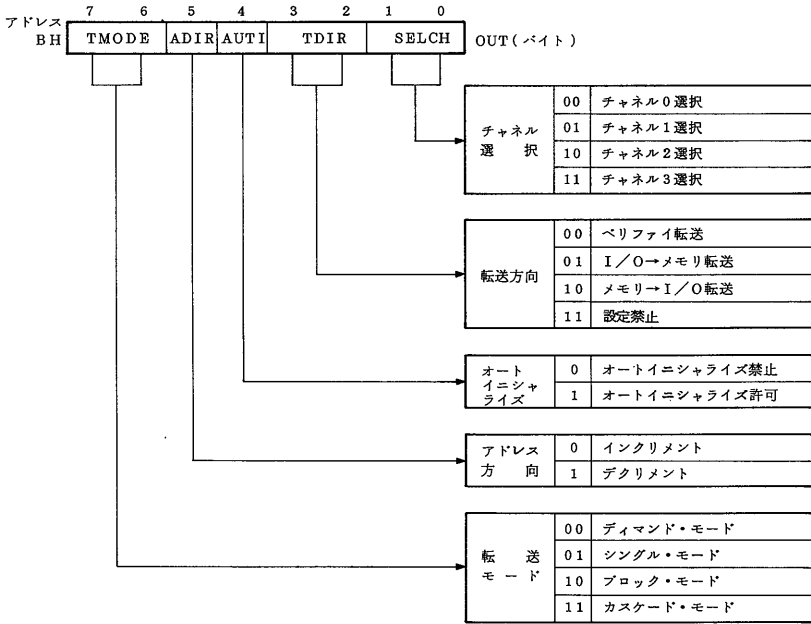 7 6 5 4 3 2 1 0
アドレス
BH TMODE ADIR AUTI TDIR SELCH OUT(バイト)
チャネル
選択
00 チャネル0選択
01 チャネル1選択
10 チャネル2選択
11 チャネル3選択
転送方向
00 ベリファイ転送
01 I/O→メモリ転送
10 メモリ→I/O転送
11 設定禁止
オート
イニシャ
ライズ
0 オートイニシャライズ禁止
1 オートイニシャライズ許可
アドレス
方向
0 インクリメント
1 デクリメント
転送
モード
00 ディマンド・モード
01 シングル・モード
10 ブロック・モード
11 カスケード・モード